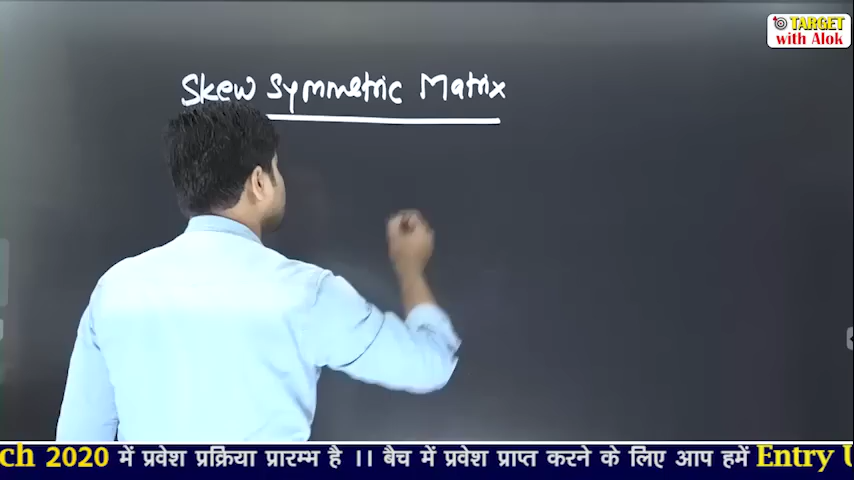 TARGET
with Alok
Skew Symmetric Matrix
ch 2020 में प्रवेश प्रक्रिया प्रारम्भ है ।। बैच में प्रवेश प्राप्त करने के लिए आप हमें Entry U